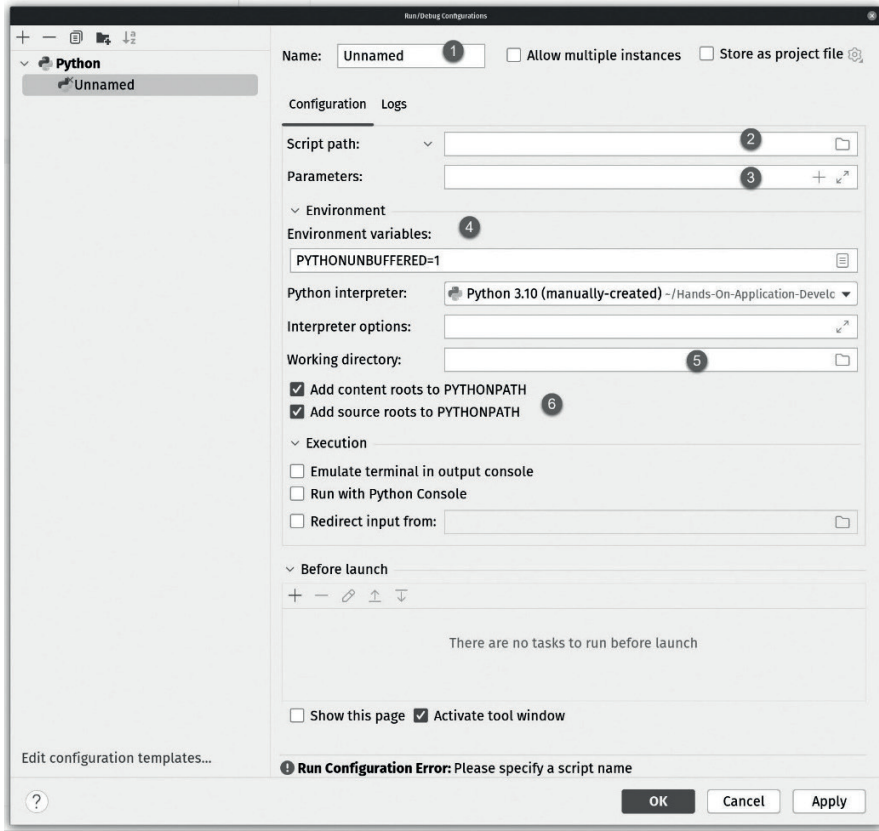 Run/Debug Configurations
Python
Unnamed
Edit configuration templates...
Name: Unnamed 1 Allow multiple instances Store as project file
Configuration Logs
Script path: 2
Parameters: 3
Environment
Environment variables: 4
PYTHONUNBUFFERED=1
Python interpreter: Python 3.10 (manually-created) ~/Hands-On-Application-Develc
Interpreter options:
Working directory: 5
Add content roots to PYTHONPATH
Add source roots to PYTHONPATH 6
Execution
Emulate terminal in output console
Run with Python Console
Redirect input from:
Before launch
There are no tasks to run before launch
Show this page Activate tool window
Run Configuration Error: Please specify a script name
? OK Cancel Apply